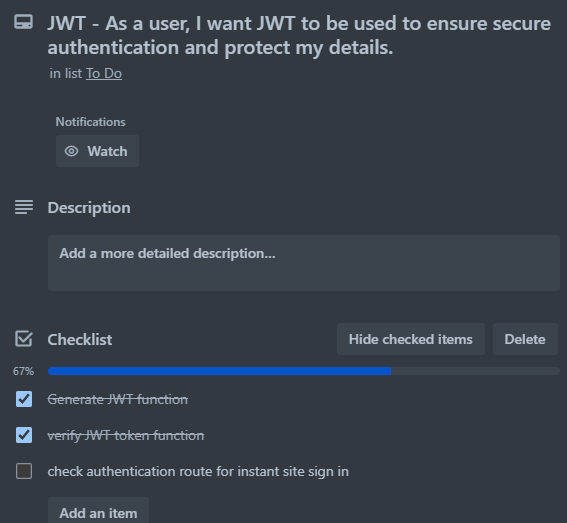 JWT - As a user, I want JWT to be used to ensure secure
authentication and protect my details.
in list To Do
Notifications
Watch
Description
Add a more detailed description...
Checklist
Hide checked items
Delete
67%
Generate JWT function
verify JWT token function
check authentication route for instant site sign in
Add an item